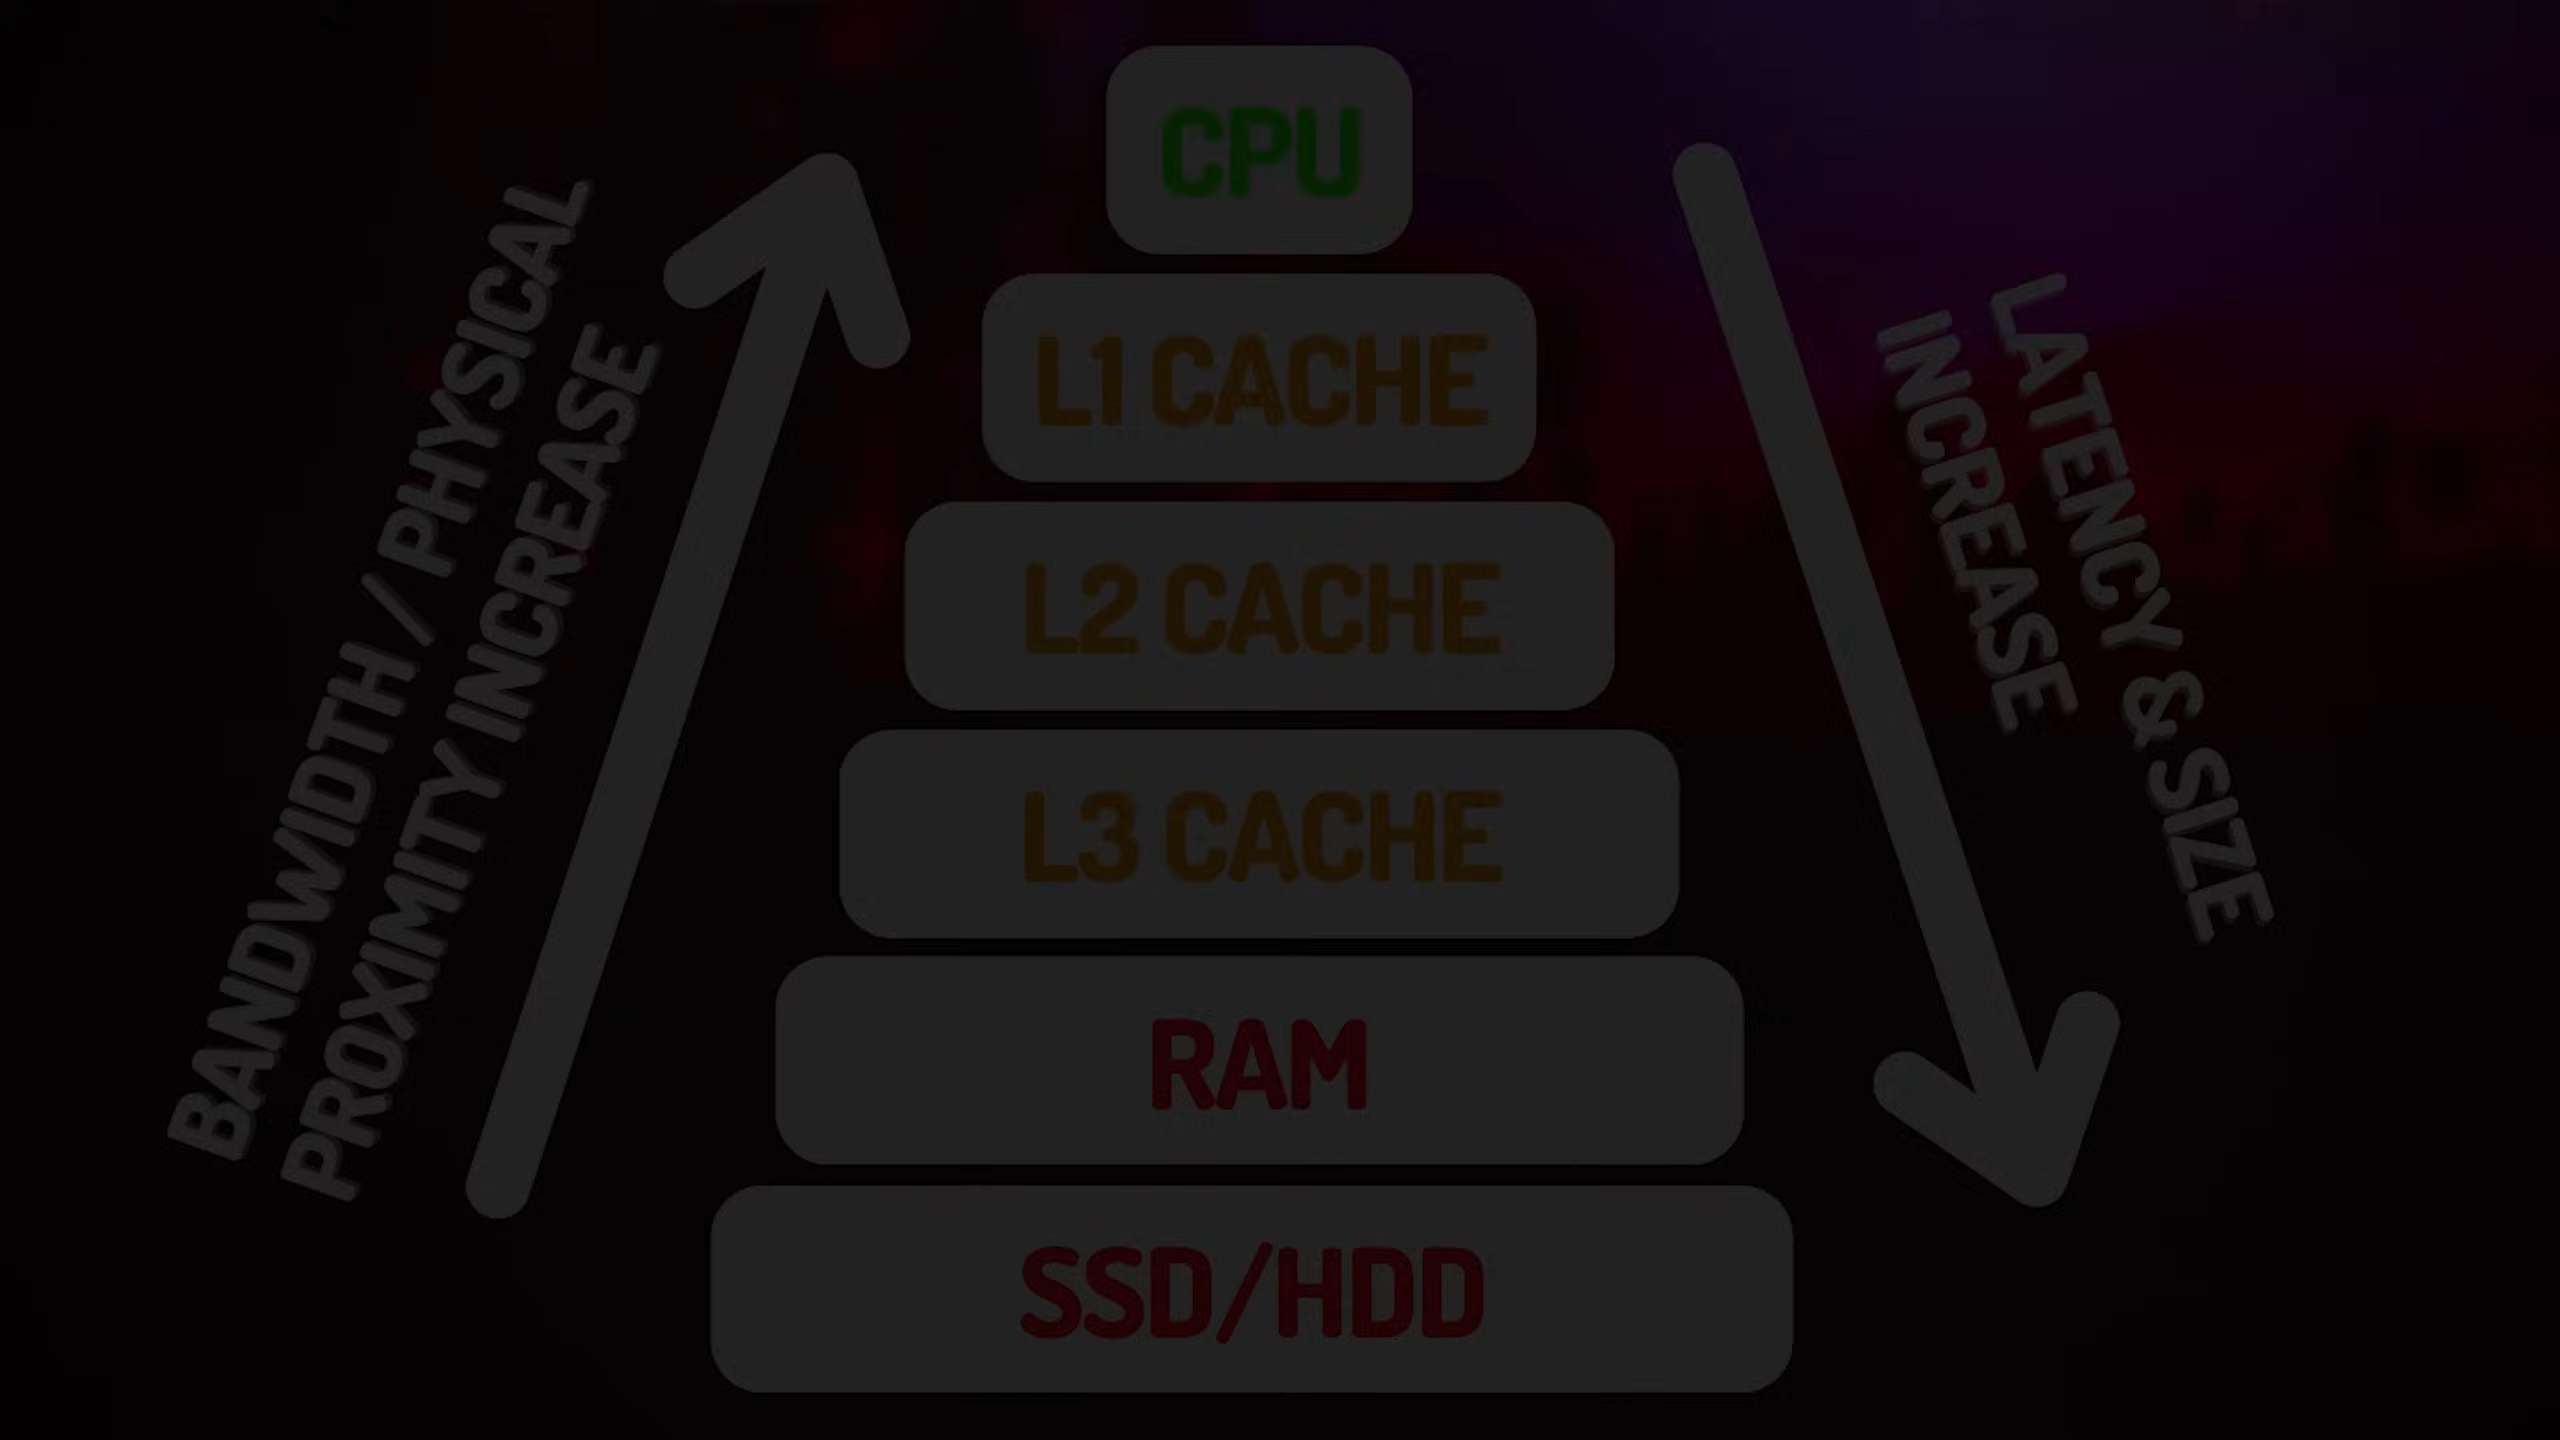 CPU
L1 CACHE
L2 CACHE
L3 CACHE
RAM
SSD/HDD
BANDWIDTH / PHYSICAL
PROXIMITY INCREASE
LATENCY & SIZE
INCREASE